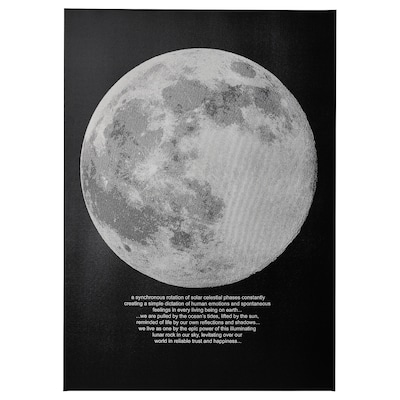 a synchronous rotation of solar celestial phases constantly
creating a simple dictation of human emotions and spontaneous
feelings in every living being on earth...
...we are pulled by the ocean's tides, lifted by the sun,
reminded of life by our own reflections and shadows...
we live as one by the epic power of this illuminating
lunar rock in our sky, levitating over our
world in reliable trust and happiness...